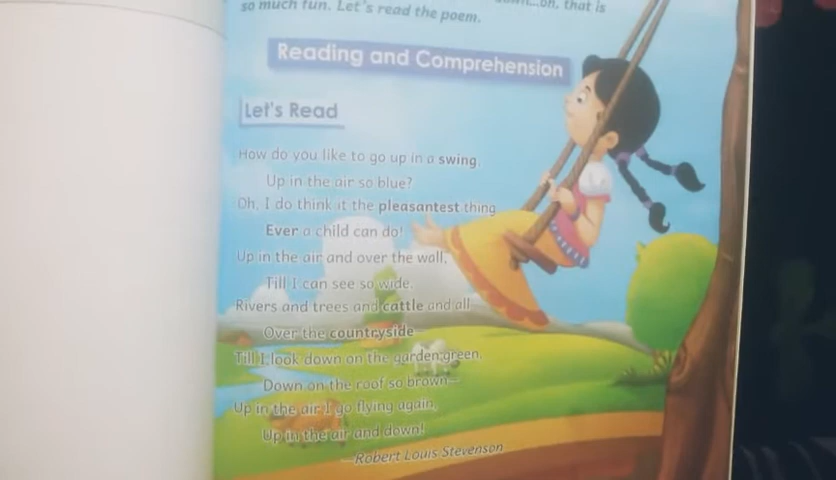 so much fun. Let's read the poem.
oh, that is
Reading and Comprehension
Let's Read
How do you like to go up in a swing,
Up in the air so blue?
Oh, I do think it the pleasantest thing
Ever a child can do!
Up in the air and over the wall,
Till I can see so wide,
Rivers and trees and cattle and all
Over the countryside—
Till I look down on the garden green,
Down on the roof so brown—
Up in the air I go flying again,
Up in the air and down!
—Robert Louis Stevenson